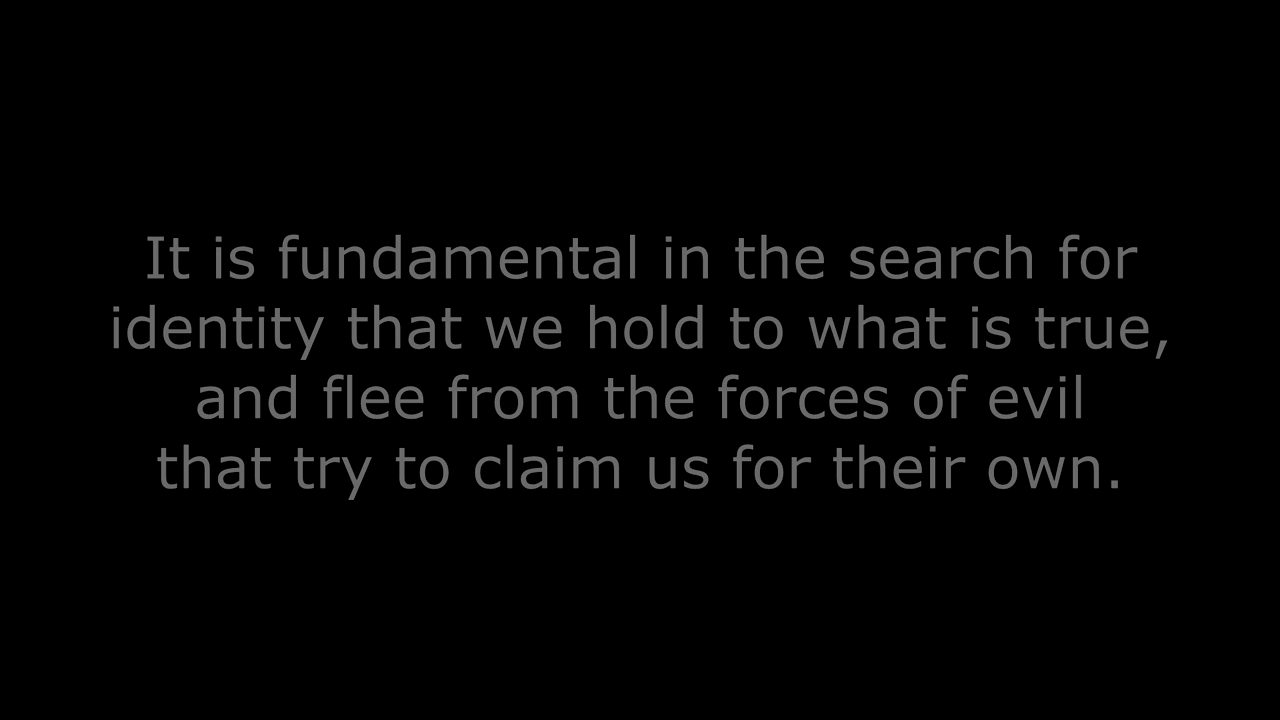 It is fundamental in the search for
identity that we hold to what is true,
and flee from the forces of evil
that try to claim us for their own.